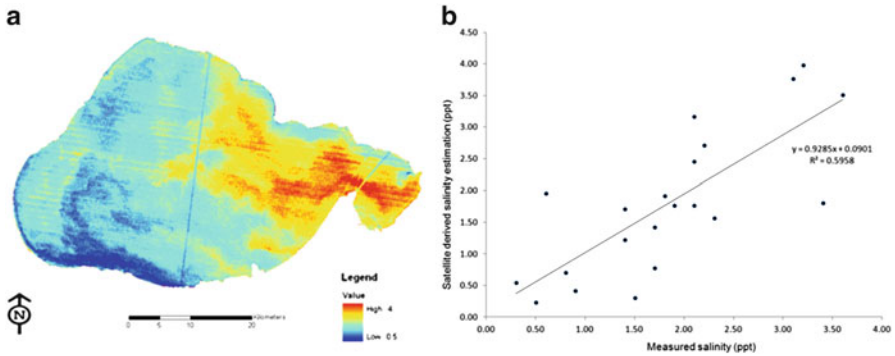 a
Legend
Value
High 4
Low 0.5
N
0 5 10 20 Kilometers
b
Satellite derived salinity estimation (ppt)
4.50
4.00
3.50
3.00
2.50
2.00
1.50
1.00
0.50
0.00
y = 0.9285x + 0.0901
R² = 0.5958
0.00 0.50 1.00 1.50 2.00 2.50 3.00 3.50 4.00
Measured salinity (ppt)